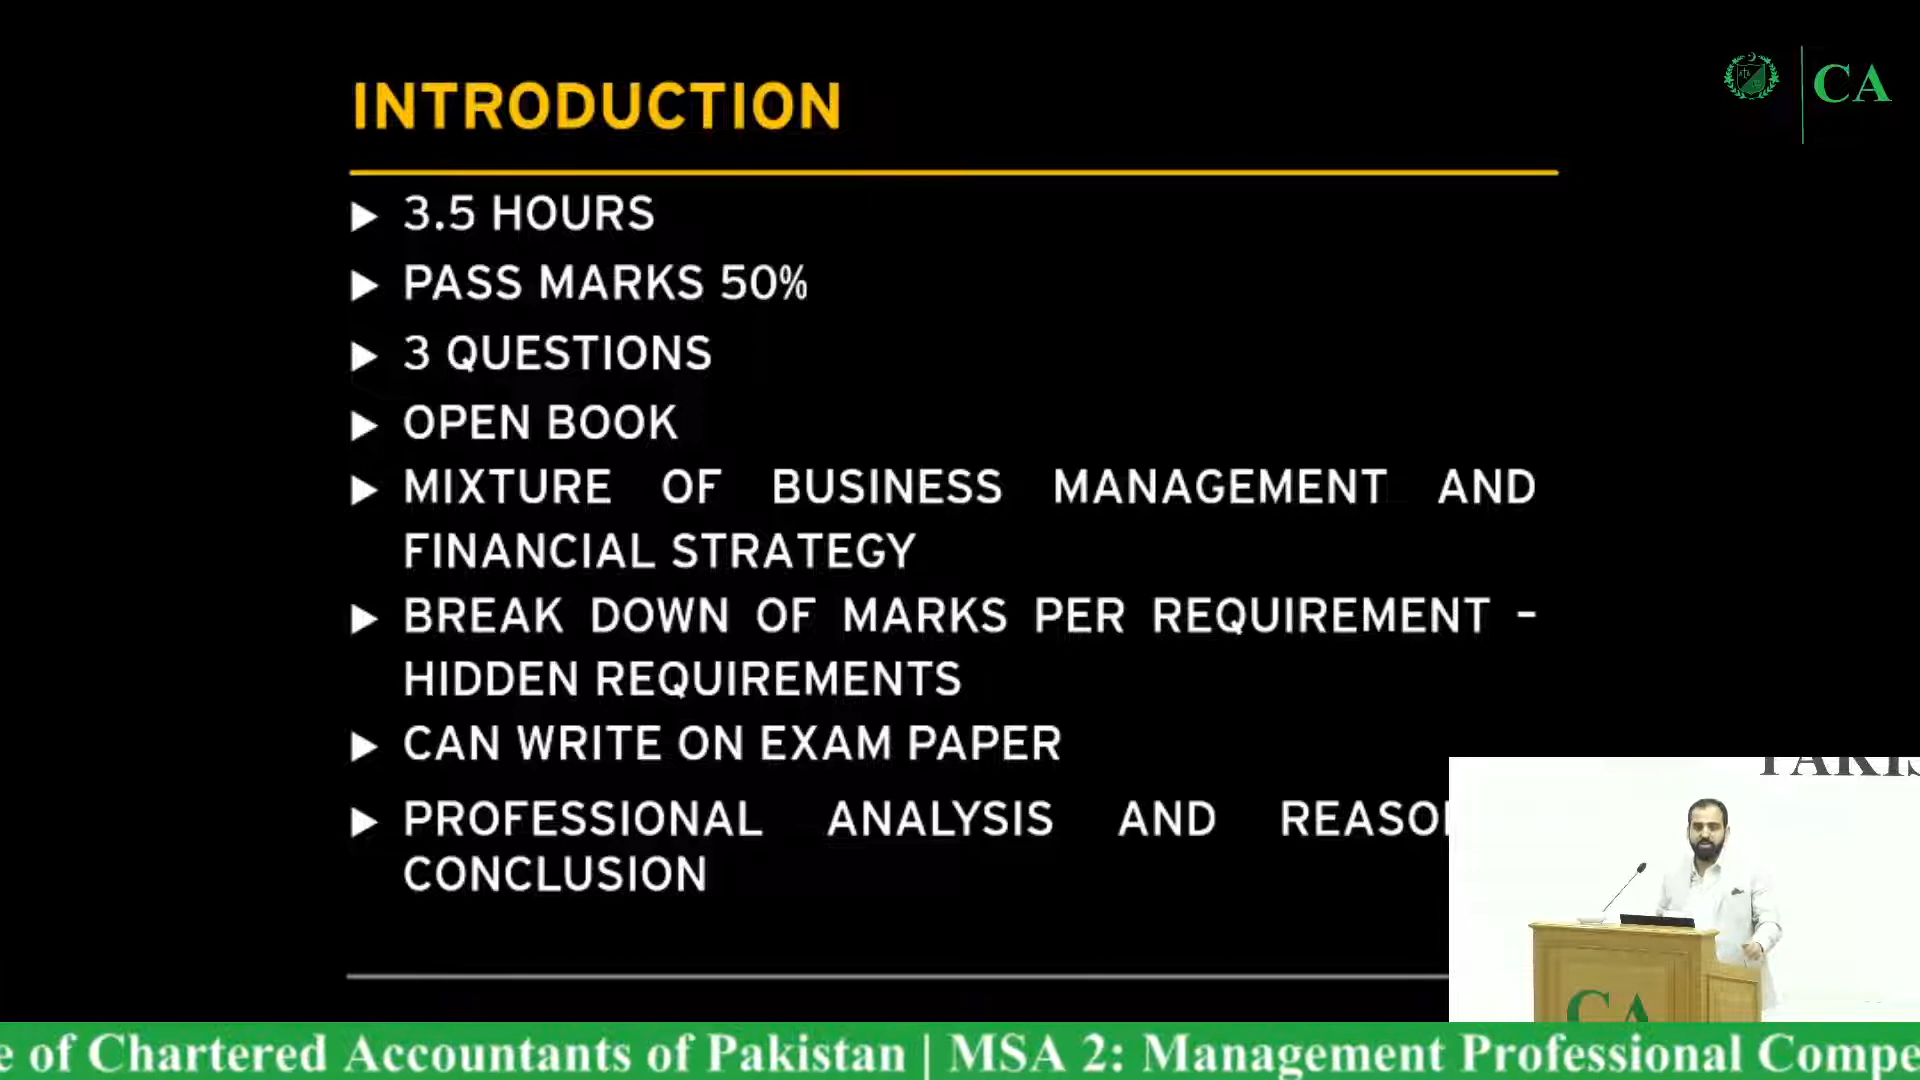 INTRODUCTION
CA
3.5 HOURS
PASS MARKS 50%
3 QUESTIONS
OPEN BOOK
MIXTURE OF BUSINESS MANAGEMENT AND
FINANCIAL STRATEGY
BREAK DOWN OF MARKS PER REQUIREMENT –
HIDDEN REQUIREMENTS
CAN WRITE ON EXAM PAPER
PROFESSIONAL ANALYSIS AND
CONCLUSION
CA
of Chartered Accountants of Pakistan | MSA 2: Management Professional